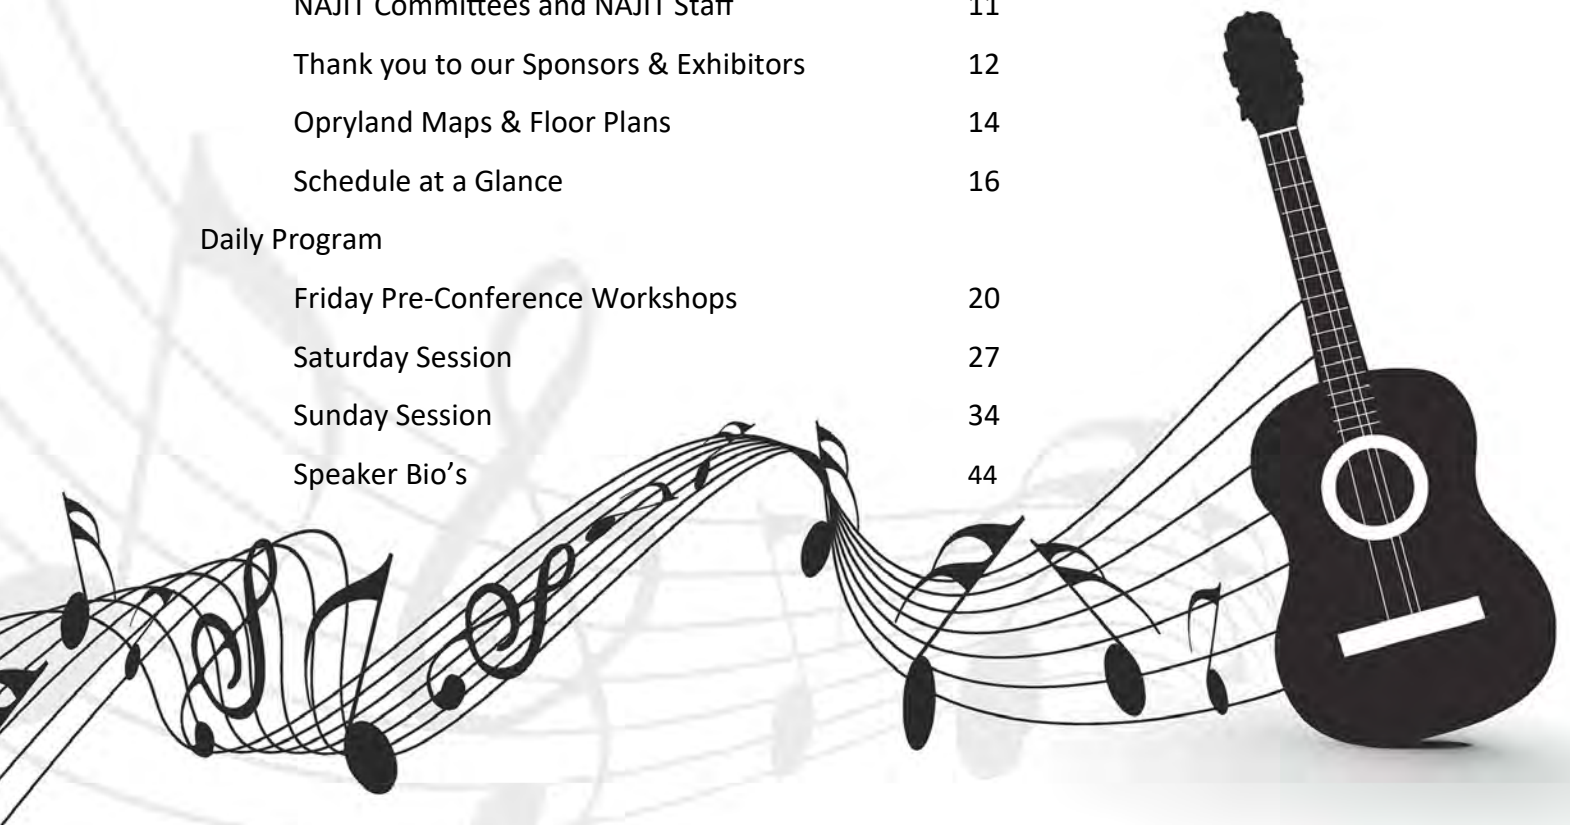 NAJIT Committees and NAJIT Staff 11
Thank you to our Sponsors & Exhibitors 12
Opryland Maps & Floor Plans 14
Schedule at a Glance 16
Daily Program
Friday Pre-Conference Workshops 20
Saturday Session 27
Sunday Session 34
Speaker Bio’s 44